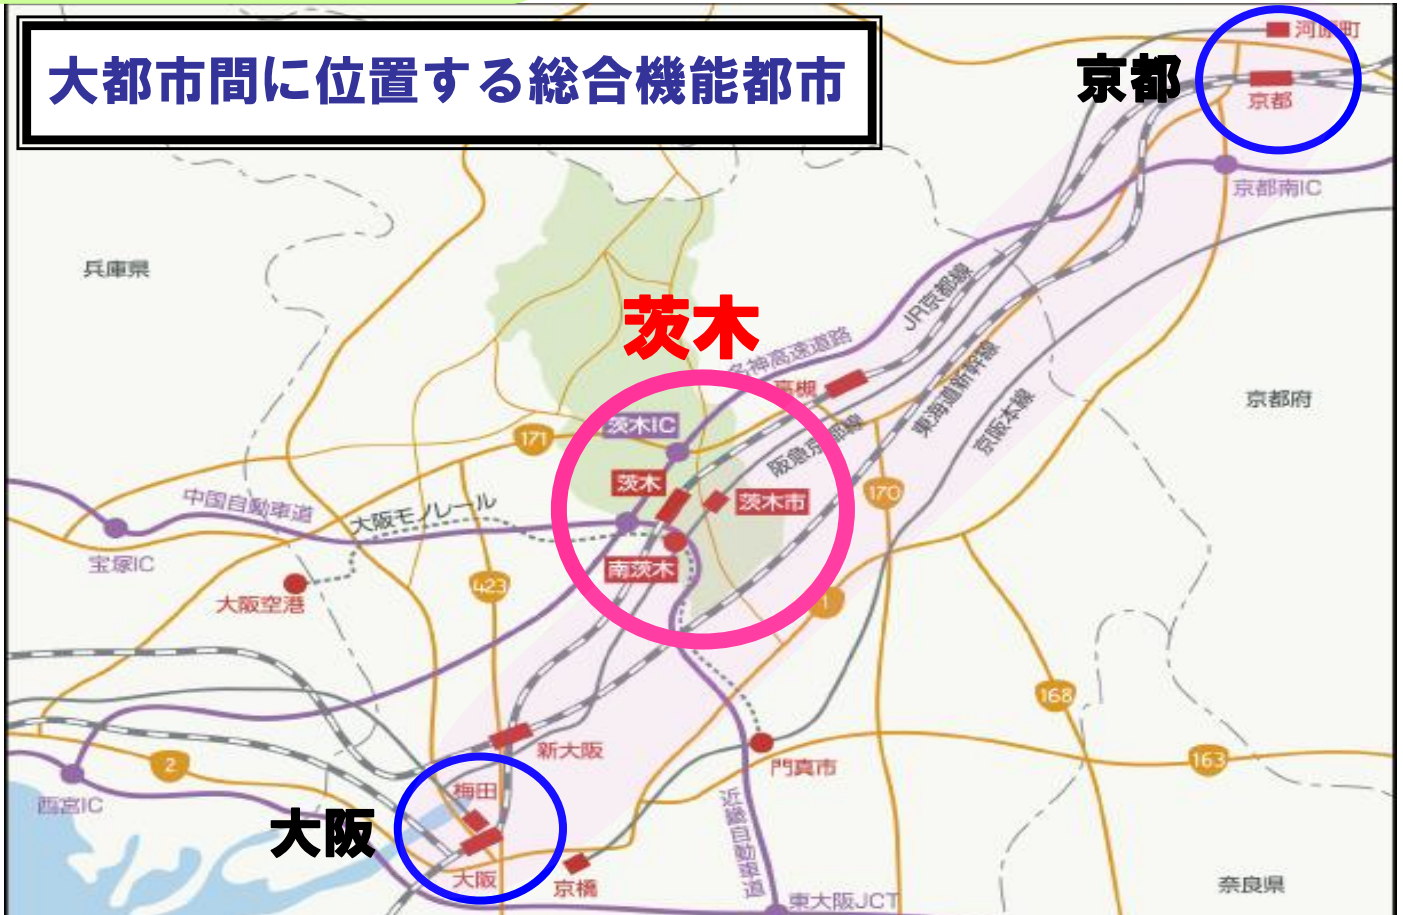 大都市間に位置する総合機能都市
河原町
京都
京都
京都南IC
兵庫県
JR京都線
茨木
名神高速道路
高槻
東海道新幹線
京都府
京阪本線
茨木IC
171
阪急京都線
茨木
茨木市
170
中国自動車道
大阪モノレール
宝塚IC
南茨木
大阪空港
423
1
168
新大阪
2
門真市
163
西宮IC
梅田
近畿自動車道
大阪
大阪
京橋
奈良県
東大阪JCT